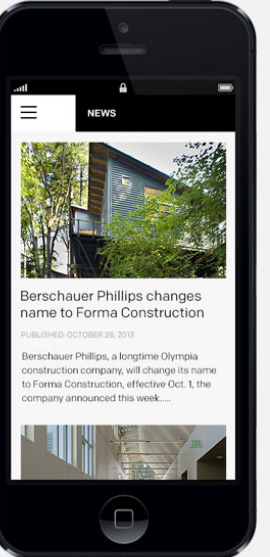 NEWS
Berschauer Phillips changes
name to Forma Construction
PUBLISHED: OCTOBER 28, 2013
Berschauer Phillips, a longtime Olympia
construction company, will change its name
to Forma Construction, effective Oct. 1, the
company announced this week.....